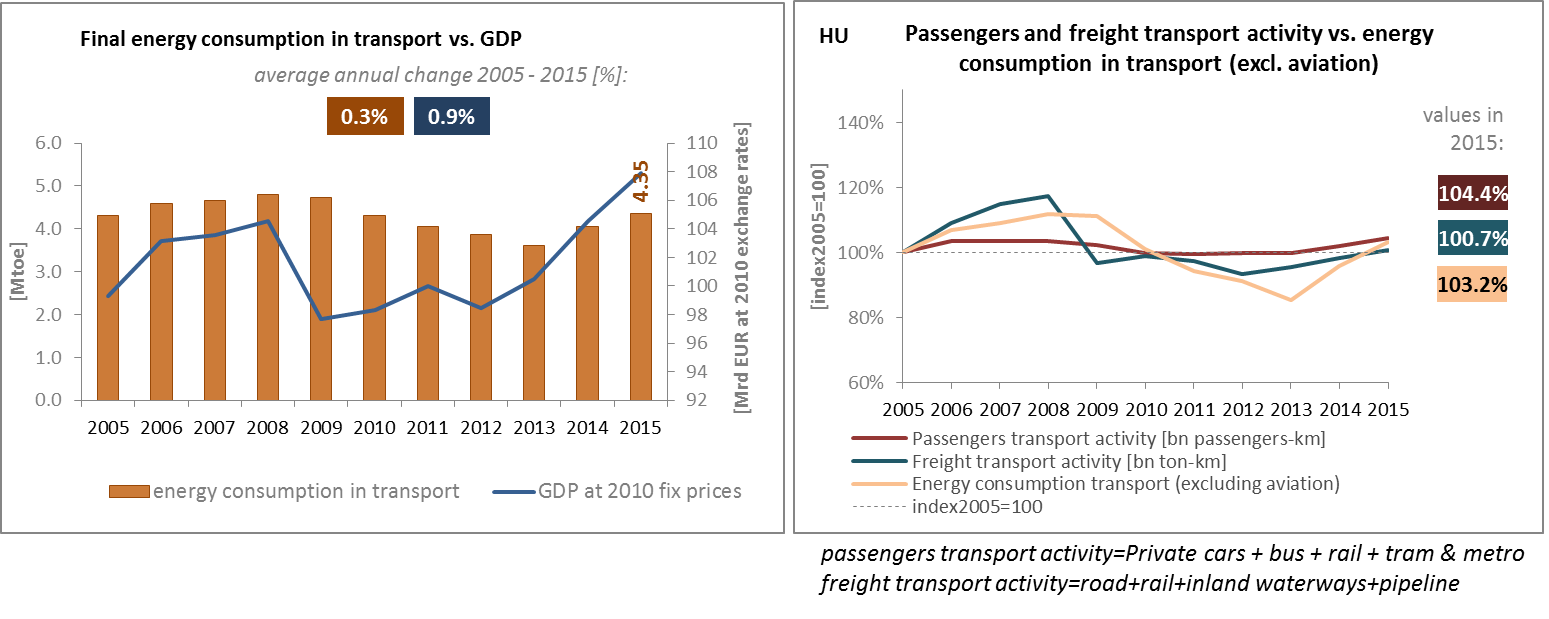 Final energy consumption in transport vs. GDP
average annual change 2005 - 2015 [%]:
0.3% 0.9%
[Mtoe]
6.0
5.0
4.0
3.0
2.0
1.0
0.0
4.35
110
108
106
104
102
100
98
96
94
92
[Mrd EUR at 2010 exchange rates]
2005 2006 2007 2008 2009 2010 2011 2012 2013 2014 2015
energy consumption in transport GDP at 2010 fix prices
HU
Passengers and freight transport activity vs. energy
consumption in transport (excl. aviation)
[index2005=100]
140%
120%
100%
80%
60%
values in
2015:
104.4%
100.7%
103.2%
2005 2006 2007 2008 2009 2010 2011 2012 2013 2014 2015
Passengers transport activity [bn passengers-km]
Freight transport activity [bn ton-km]
Energy consumption transport (excluding aviation)
index2005=100
passengers transport activity=Private cars + bus + rail + tram & metro
freight transport activity=road+rail+inland waterways+pipeline